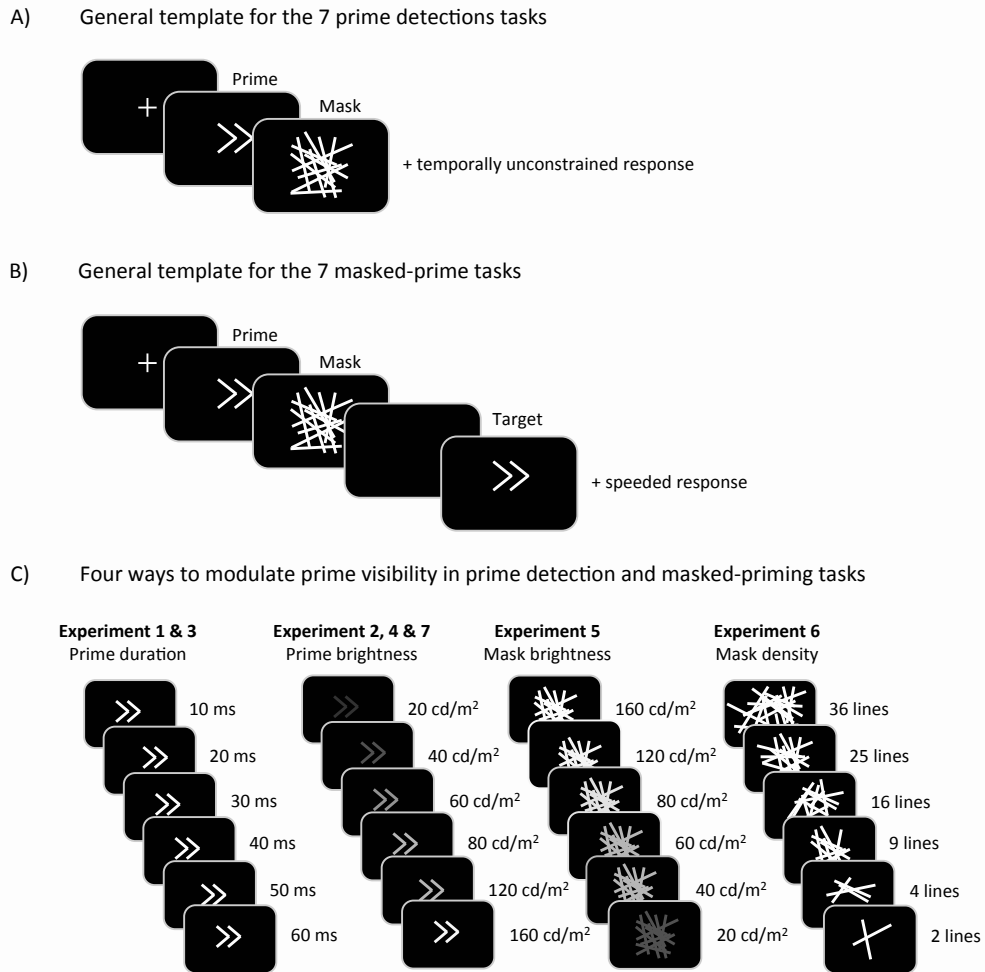 A) General template for the 7 prime detections tasks
Prime
Mask
+ temporally unconstrained response
B) General template for the 7 masked-prime tasks
Prime
Mask
Target
+ speeded response
C) Four ways to modulate prime visibility in prime detection and masked-priming tasks
Experiment 1 & 3
Prime duration
10 ms
20 ms
30 ms
40 ms
50 ms
60 ms
Experiment 2, 4 & 7
Prime brightness
20 cd/m²
40 cd/m²
60 cd/m²
80 cd/m²
120 cd/m²
160 cd/m²
Experiment 5
Mask brightness
160 cd/m²
120 cd/m²
80 cd/m²
60 cd/m²
40 cd/m²
20 cd/m²
Experiment 6
Mask density
36 lines
25 lines
16 lines
9 lines
4 lines
2 lines